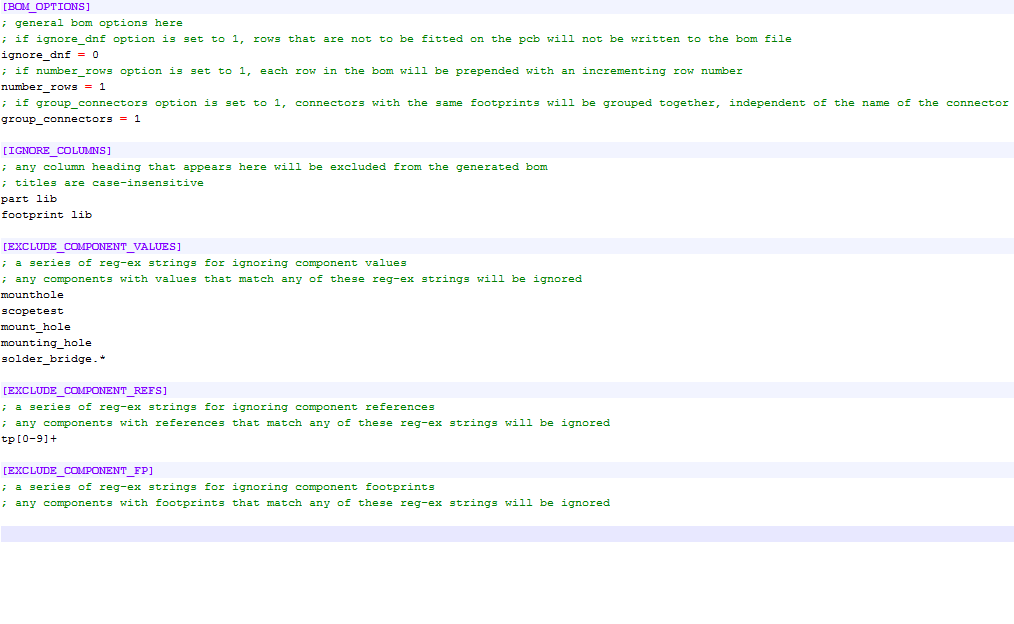 [BOM_OPTIONS]
; general bom options here
; if ignore_dnf option is set to 1, rows that are not to be fitted on the pcb will not be written to the bom file
ignore_dnf = 0
; if number_rows option is set to 1, each row in the bom will be prepended with an incrementing row number
number_rows = 1
; if group_connectors option is set to 1, connectors with the same footprints will be grouped together, independent of the name of the connector
group_connectors = 1
[IGNORE_COLUMNS]
; any column heading that appears here will be excluded from the generated bom
; titles are case-insensitive
part lib
footprint lib
[EXCLUDE_COMPONENT_VALUES]
; a series of reg-ex strings for ignoring component values
; any components with values that match any of these reg-ex strings will be ignored
mounthole
scopetest
mount_hole
mounting_hole
solder_bridge.*
[EXCLUDE_COMPONENT_REFS]
; a series of reg-ex strings for ignoring component references
; any components with references that match any of these reg-ex strings will be ignored
tp[0-9]+
[EXCLUDE_COMPONENT_FP]
; a series of reg-ex strings for ignoring component footprints
; any components with footprints that match any of these reg-ex strings will be ignored